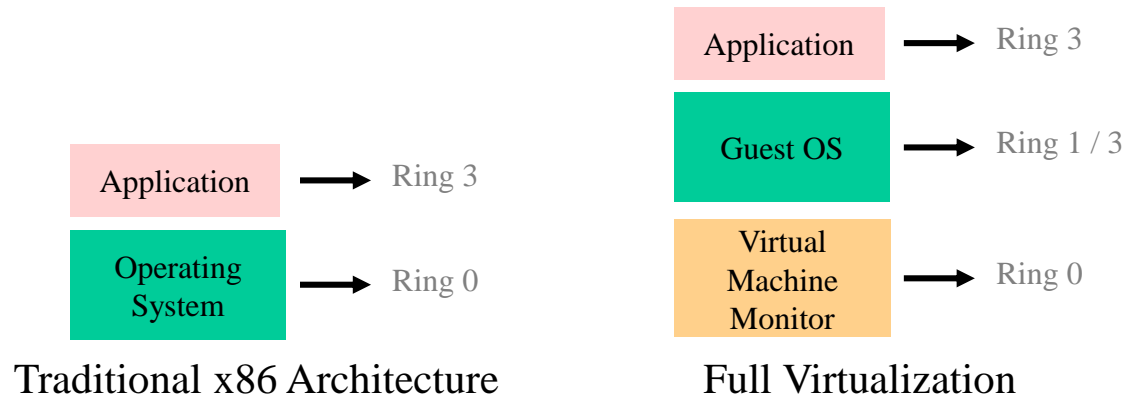 Application
Ring 3
Operating
System
Ring 0
Traditional x86 Architecture
Application
Ring 3
Guest OS
Ring 1 / 3
Virtual
Machine
Monitor
Ring 0
Full Virtualization